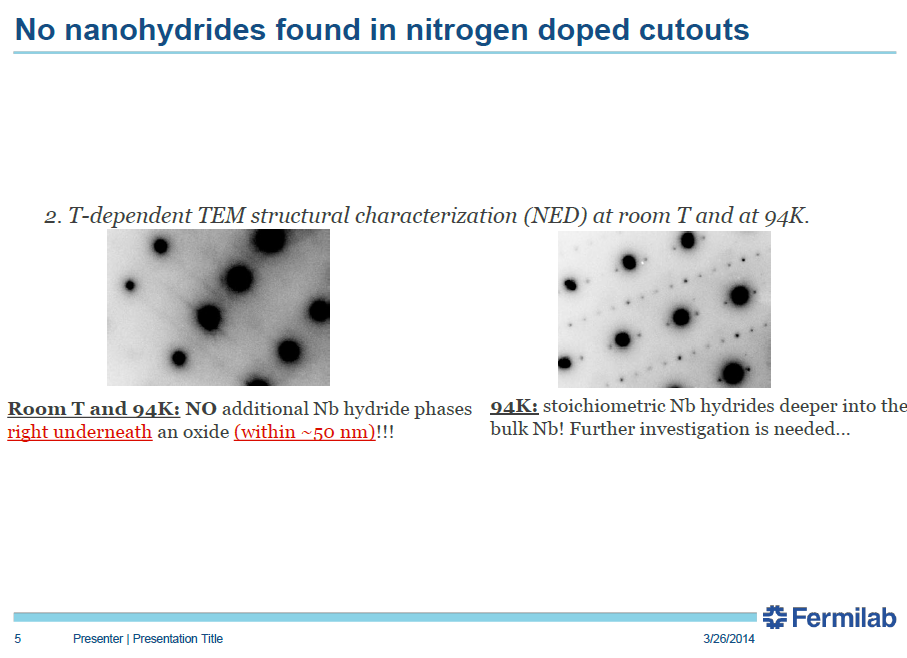 No nanohydrides found in nitrogen doped cutouts
2. T-dependent TEM structural characterization (NED) at room T and at 94K.
Room T and 94K: NO additional Nb hydride phases
right underneath an oxide (within ~50 nm)!!!
94K: stoichiometric Nb hydrides deeper into the
bulk Nb! Further investigation is needed…
Fermilab
5 Presenter | Presentation Title 3/26/2014